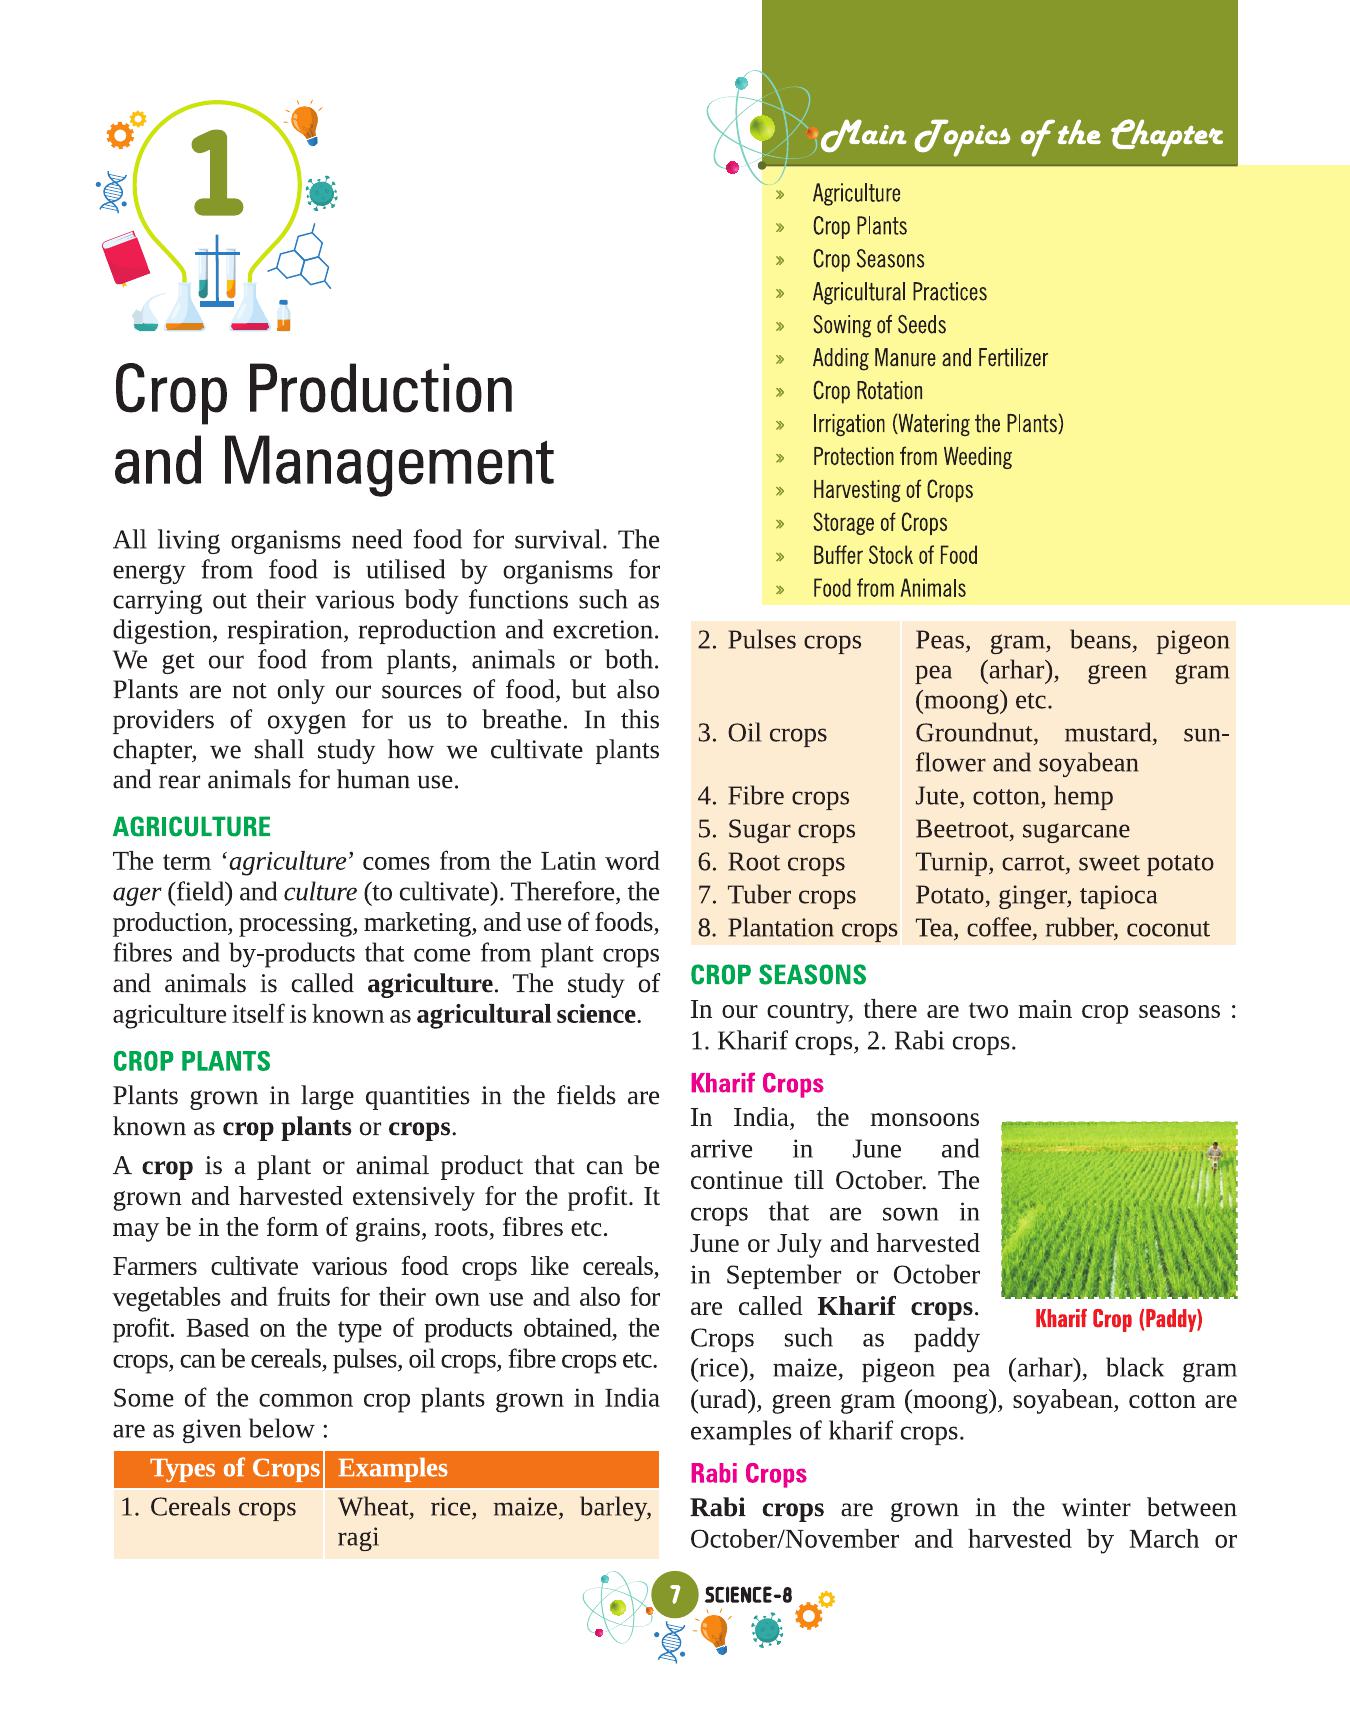 1
Crop Production
and Management
Main Topics of the Chapter
» Agriculture
» Crop Plants
» Crop Seasons
» Agricultural Practices
» Sowing of Seeds
» Adding Manure and Fertilizer
» Crop Rotation
» Irrigation (Watering the Plants)
» Protection from Weeding
» Harvesting of Crops
» Storage of Crops
» Buffer Stock of Food
» Food from Animals
All living organisms need food for survival. The
energy from food is utilised by organisms for
carrying out their various body functions such as
digestion, respiration, reproduction and excretion.
We get our food from plants, animals or both.
Plants are not only our sources of food, but also
providers of oxygen for us to breathe. In this
chapter, we shall study how we cultivate plants
and rear animals for human use.
AGRICULTURE
The term ‘agriculture’ comes from the Latin word
ager (field) and culture (to cultivate). Therefore, the
production, processing, marketing, and use of foods,
fibres and by-products that come from plant crops
and animals is called agriculture. The study of
agriculture itself is known as agricultural science.
CROP PLANTS
Plants grown in large quantities in the fields are
known as crop plants or crops.
A crop is a plant or animal product that can be
grown and harvested extensively for the profit. It
may be in the form of grains, roots, fibres etc.
Farmers cultivate various food crops like cereals,
vegetables and fruits for their own use and also for
profit. Based on the type of products obtained, the
crops, can be cereals, pulses, oil crops, fibre crops etc.
Some of the common crop plants grown in India
are as given below :
Types of Crops Examples
1. Cereals crops Wheat, rice, maize, barley,
ragi
2. Pulses crops Peas, gram, beans, pigeon
pea (arhar), green gram
(moong) etc.
3. Oil crops Groundnut, mustard, sun-
flower and soyabean
4. Fibre crops Jute, cotton, hemp
5. Sugar crops Beetroot, sugarcane
6. Root crops Turnip, carrot, sweet potato
7. Tuber crops Potato, ginger, tapioca
8. Plantation crops Tea, coffee, rubber, coconut
CROP SEASONS
In our country, there are two main crop seasons :
1. Kharif crops, 2. Rabi crops.
Kharif Crops
In India, the monsoons
arrive in June and
continue till October. The
crops that are sown in
June or July and harvested
in September or October
are called Kharif crops.
Crops such as paddy
(rice), maize, pigeon pea (arhar), black gram
(urad), green gram (moong), soyabean, cotton are
examples of kharif crops.
Kharif Crop (Paddy)
Rabi Crops
Rabi crops are grown in the winter between
October/November and harvested by March or
7 SCIENCE-8